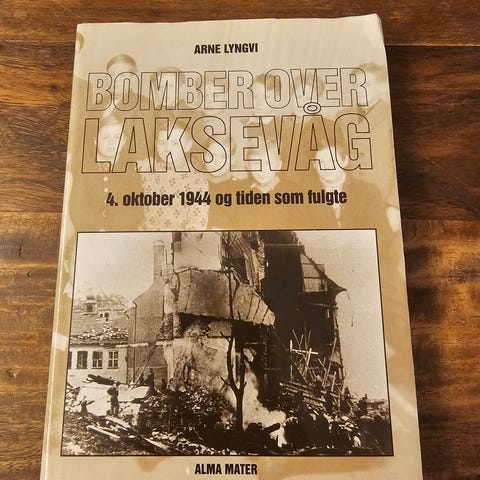 ARNE LYNGVI
BOMBER OVER
LAKSEVÅG
4. oktober 1944 og tiden som fulgte
ALMA MATER